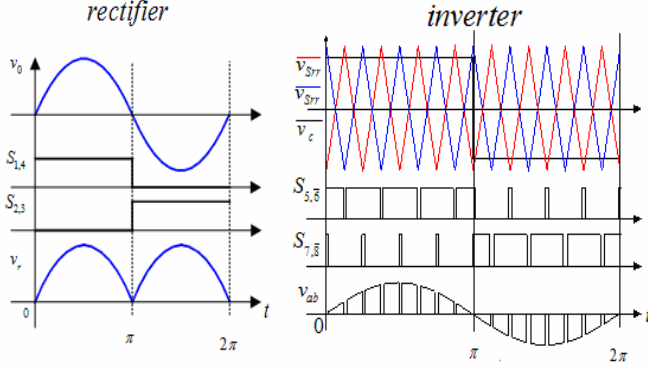 rectifier
v0
S1,4
S2,3
vr
0
π
2π
t
inverter
vSrr
vSrr
vc
S5,6̅
S7,8̅
vab
0
π
2π
t